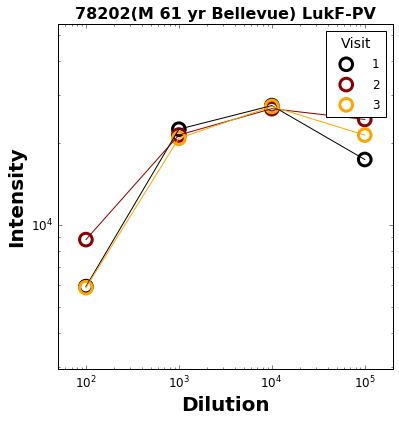 78202(M 61 yr Bellevue) LukF-PV
Visit
1
2
3
Intensity
10^4
10^2 10^3 10^4 10^5
Dilution